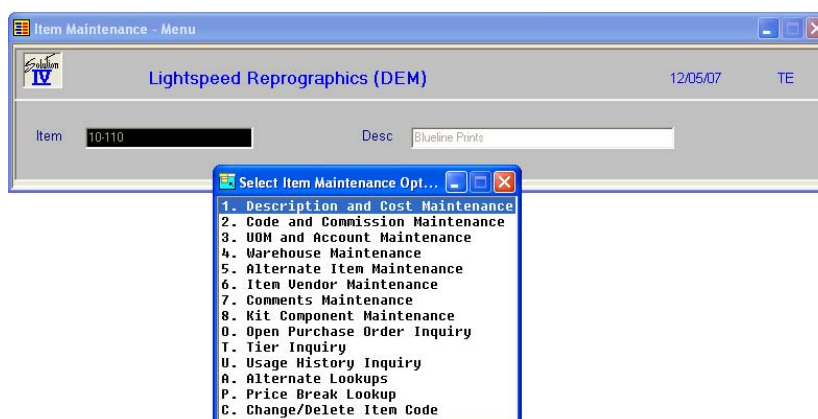 Item Maintenance - Menu
Solution
IV
Lightspeed Reprographics (DEM) 12/05/07 TE
Item 10-110 Desc Blueline Prints
Select Item Maintenance Opt...
1. Description and Cost Maintenance
2. Code and Commission Maintenance
3. UOM and Account Maintenance
4. Warehouse Maintenance
5. Alternate Item Maintenance
6. Item Vendor Maintenance
7. Comments Maintenance
8. Kit Component Maintenance
O. Open Purchase Order Inquiry
T. Tier Inquiry
U. Usage History Inquiry
A. Alternate Lookups
P. Price Break Lookup
C. Change/Delete Item Code